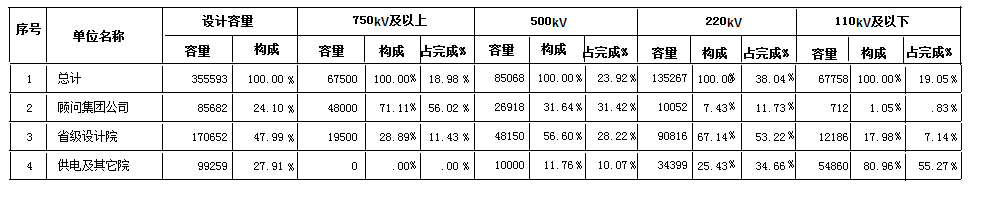 序号 单位名称 设计容量 750kV及以上 500kV 220kV 110kV及以下
容量 构成 容量 构成 占完成% 容量 构成 占完成% 容量 构成 占完成% 容量 构成 占完成%
1 总计 355593 100.00 % 67500 100.00% 18.98 % 85068 100.00 % 23.92% 135267 100.00% 38.04% 67758 100.00% 19.05%
2 顾问集团公司 85682 24.10 % 48000 71.11% 56.02 % 26918 31.64 % 31.42% 10052 7.43% 11.73% 712 1.05% .83%
3 省级设计院 170652 47.99 % 19500 28.89% 11.43 % 48150 56.60 % 28.22% 90816 67.14% 53.22% 12186 17.98% 7.14%
4 供电及其它院 99259 27.91 % 0 .00% .00 % 10000 11.76 % 10.07% 34399 25.43% 34.66% 54860 80.96% 55.27%